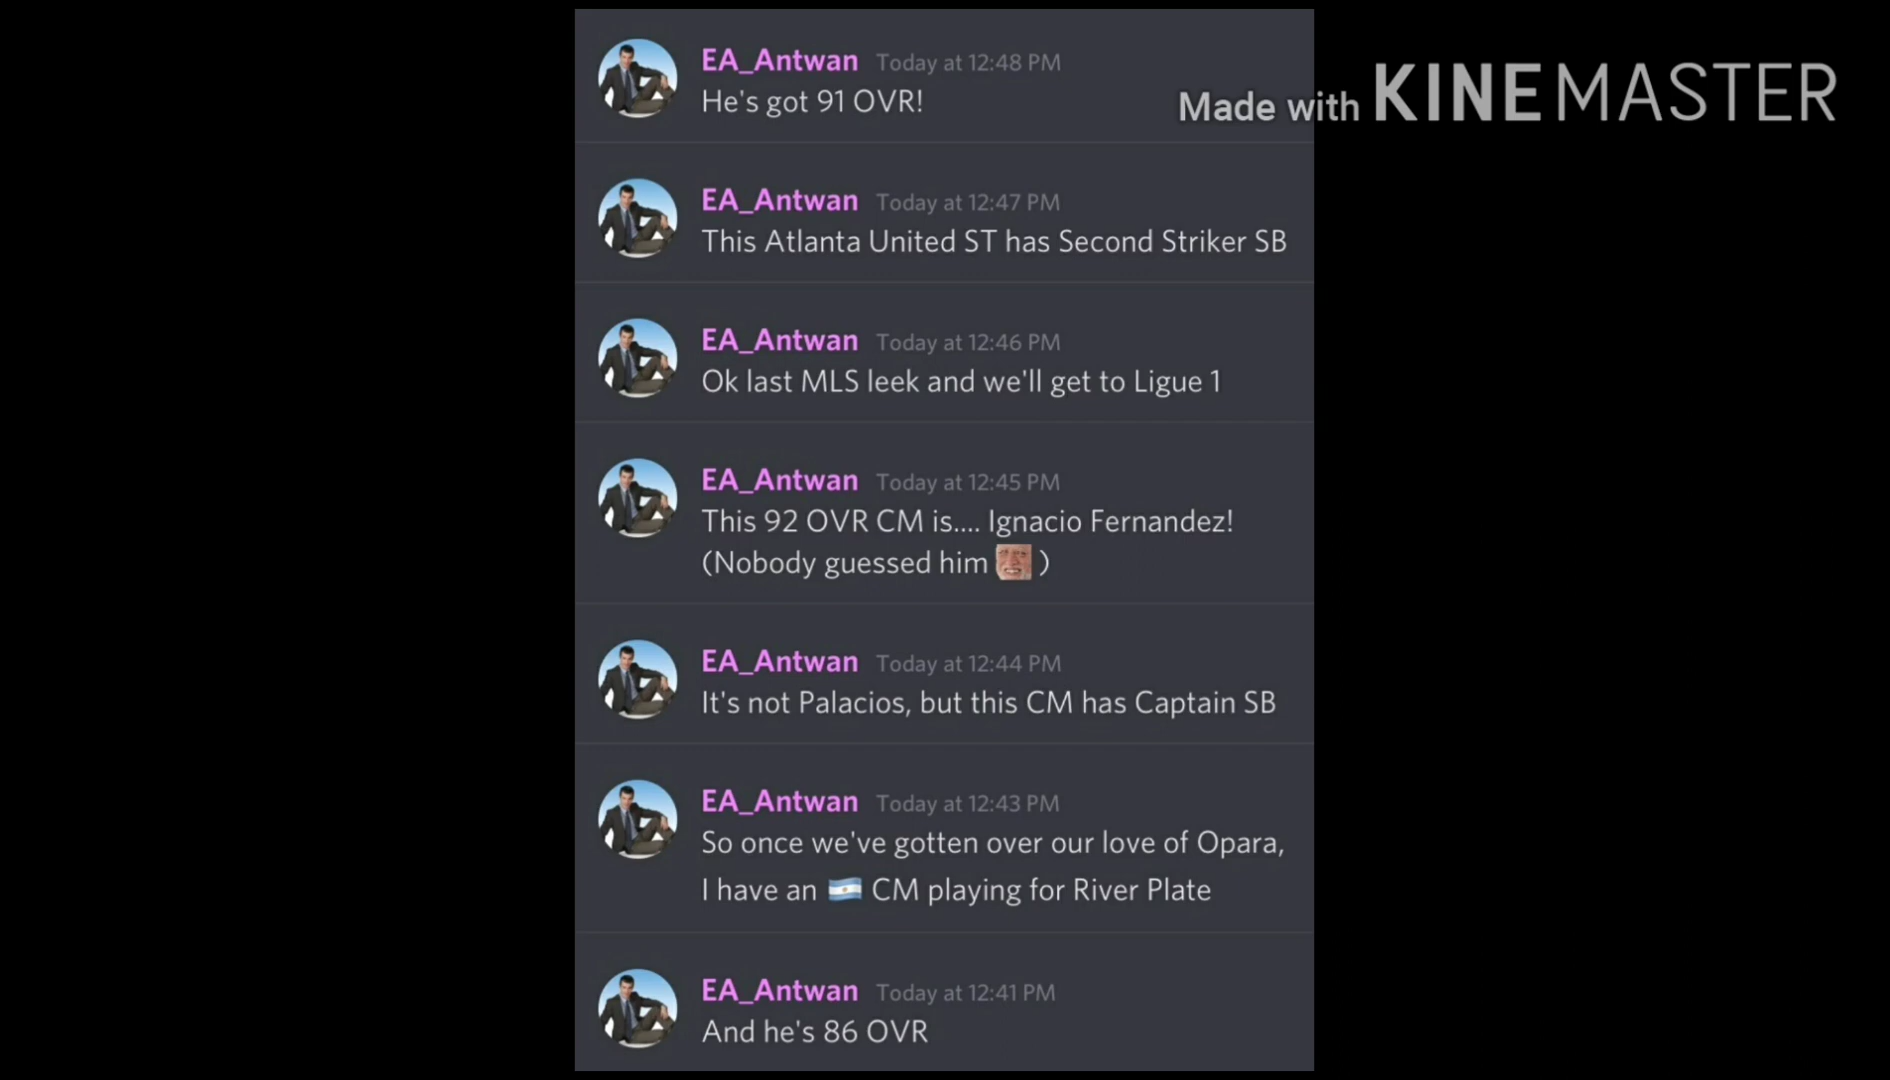 EA_Antwan Today at 12:48 PM
He's got 91 OVR!
Made with KINEMASTER
EA_Antwan Today at 12:47 PM
This Atlanta United ST has Second Striker SB
EA_Antwan Today at 12:46 PM
Ok last MLS leek and we'll get to Ligue 1
EA_Antwan Today at 12:45 PM
This 92 OVR CM is.... Ignacio Fernandez!
(Nobody guessed him )
EA_Antwan Today at 12:44 PM
It's not Palacios, but this CM has Captain SB
EA_Antwan Today at 12:43 PM
So once we've gotten over our love of Opara,
I have an 🇦🇷 CM playing for River Plate
EA_Antwan Today at 12:41 PM
And he's 86 OVR